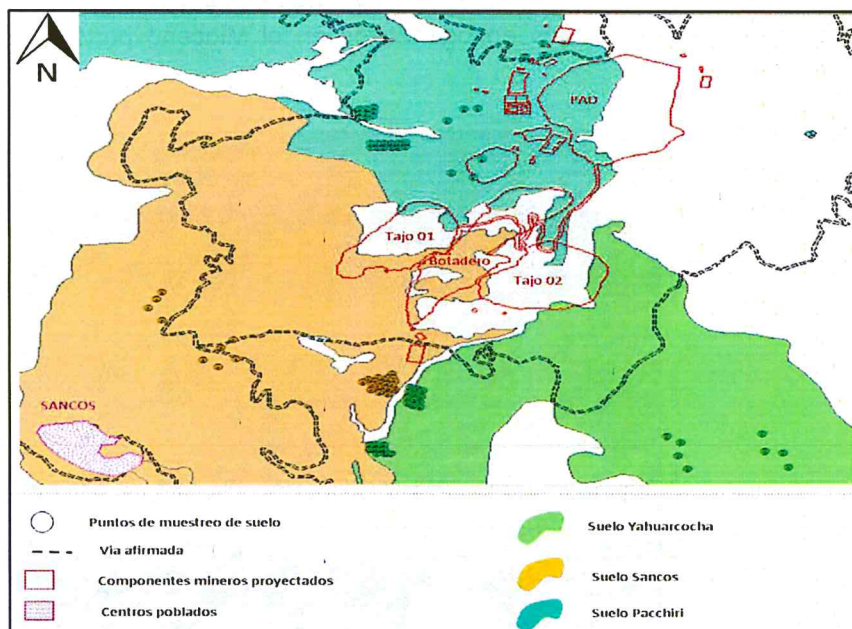 N
PAD
Tajo 01
Botadero
Tajo 02
SANCOS
Puntos de muestreo de suelo
Via afirmada
Componentes mineros proyectados
Centros poblados
Suelo Yahuarcocha
Suelo Sancos
Suelo Pacchiri